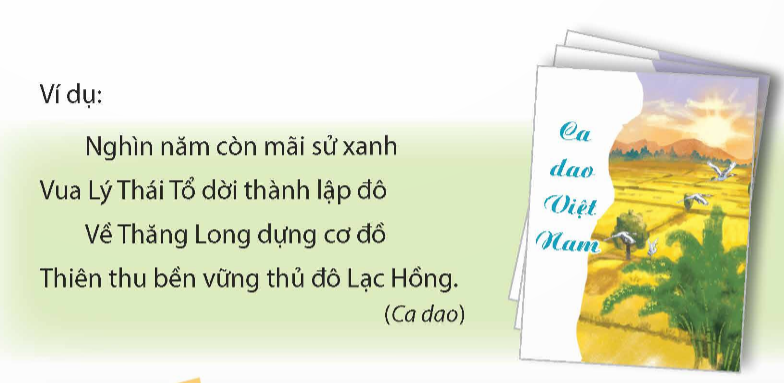 Ví dụ:
Nghìn năm còn mãi sử xanh
Vua Lý Thái Tổ dời thành lập đô
Về Thăng Long dựng cơ đồ
Thiên thu bền vững thủ đô Lạc Hồng.
(Ca dao)
Ca
dao
Việt
Nam